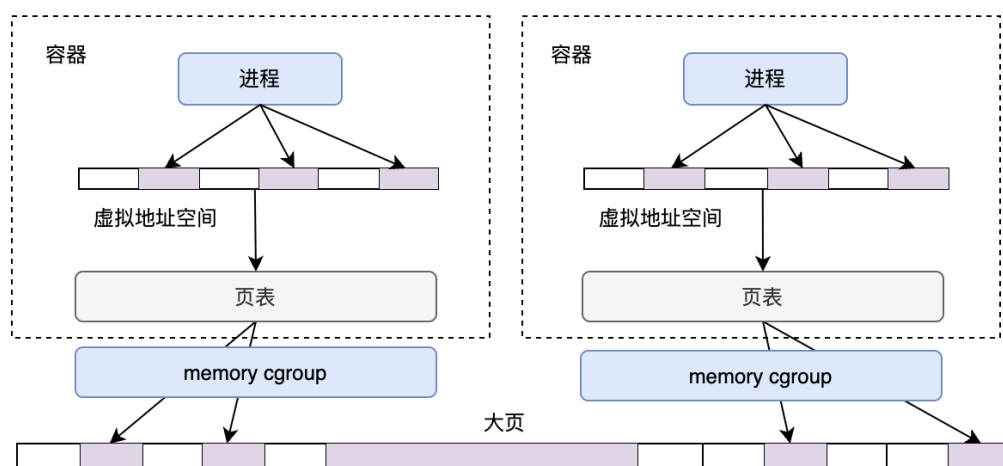 容器
进程
虚拟地址空间
页表
memory cgroup
容器
进程
虚拟地址空间
页表
memory cgroup
大页